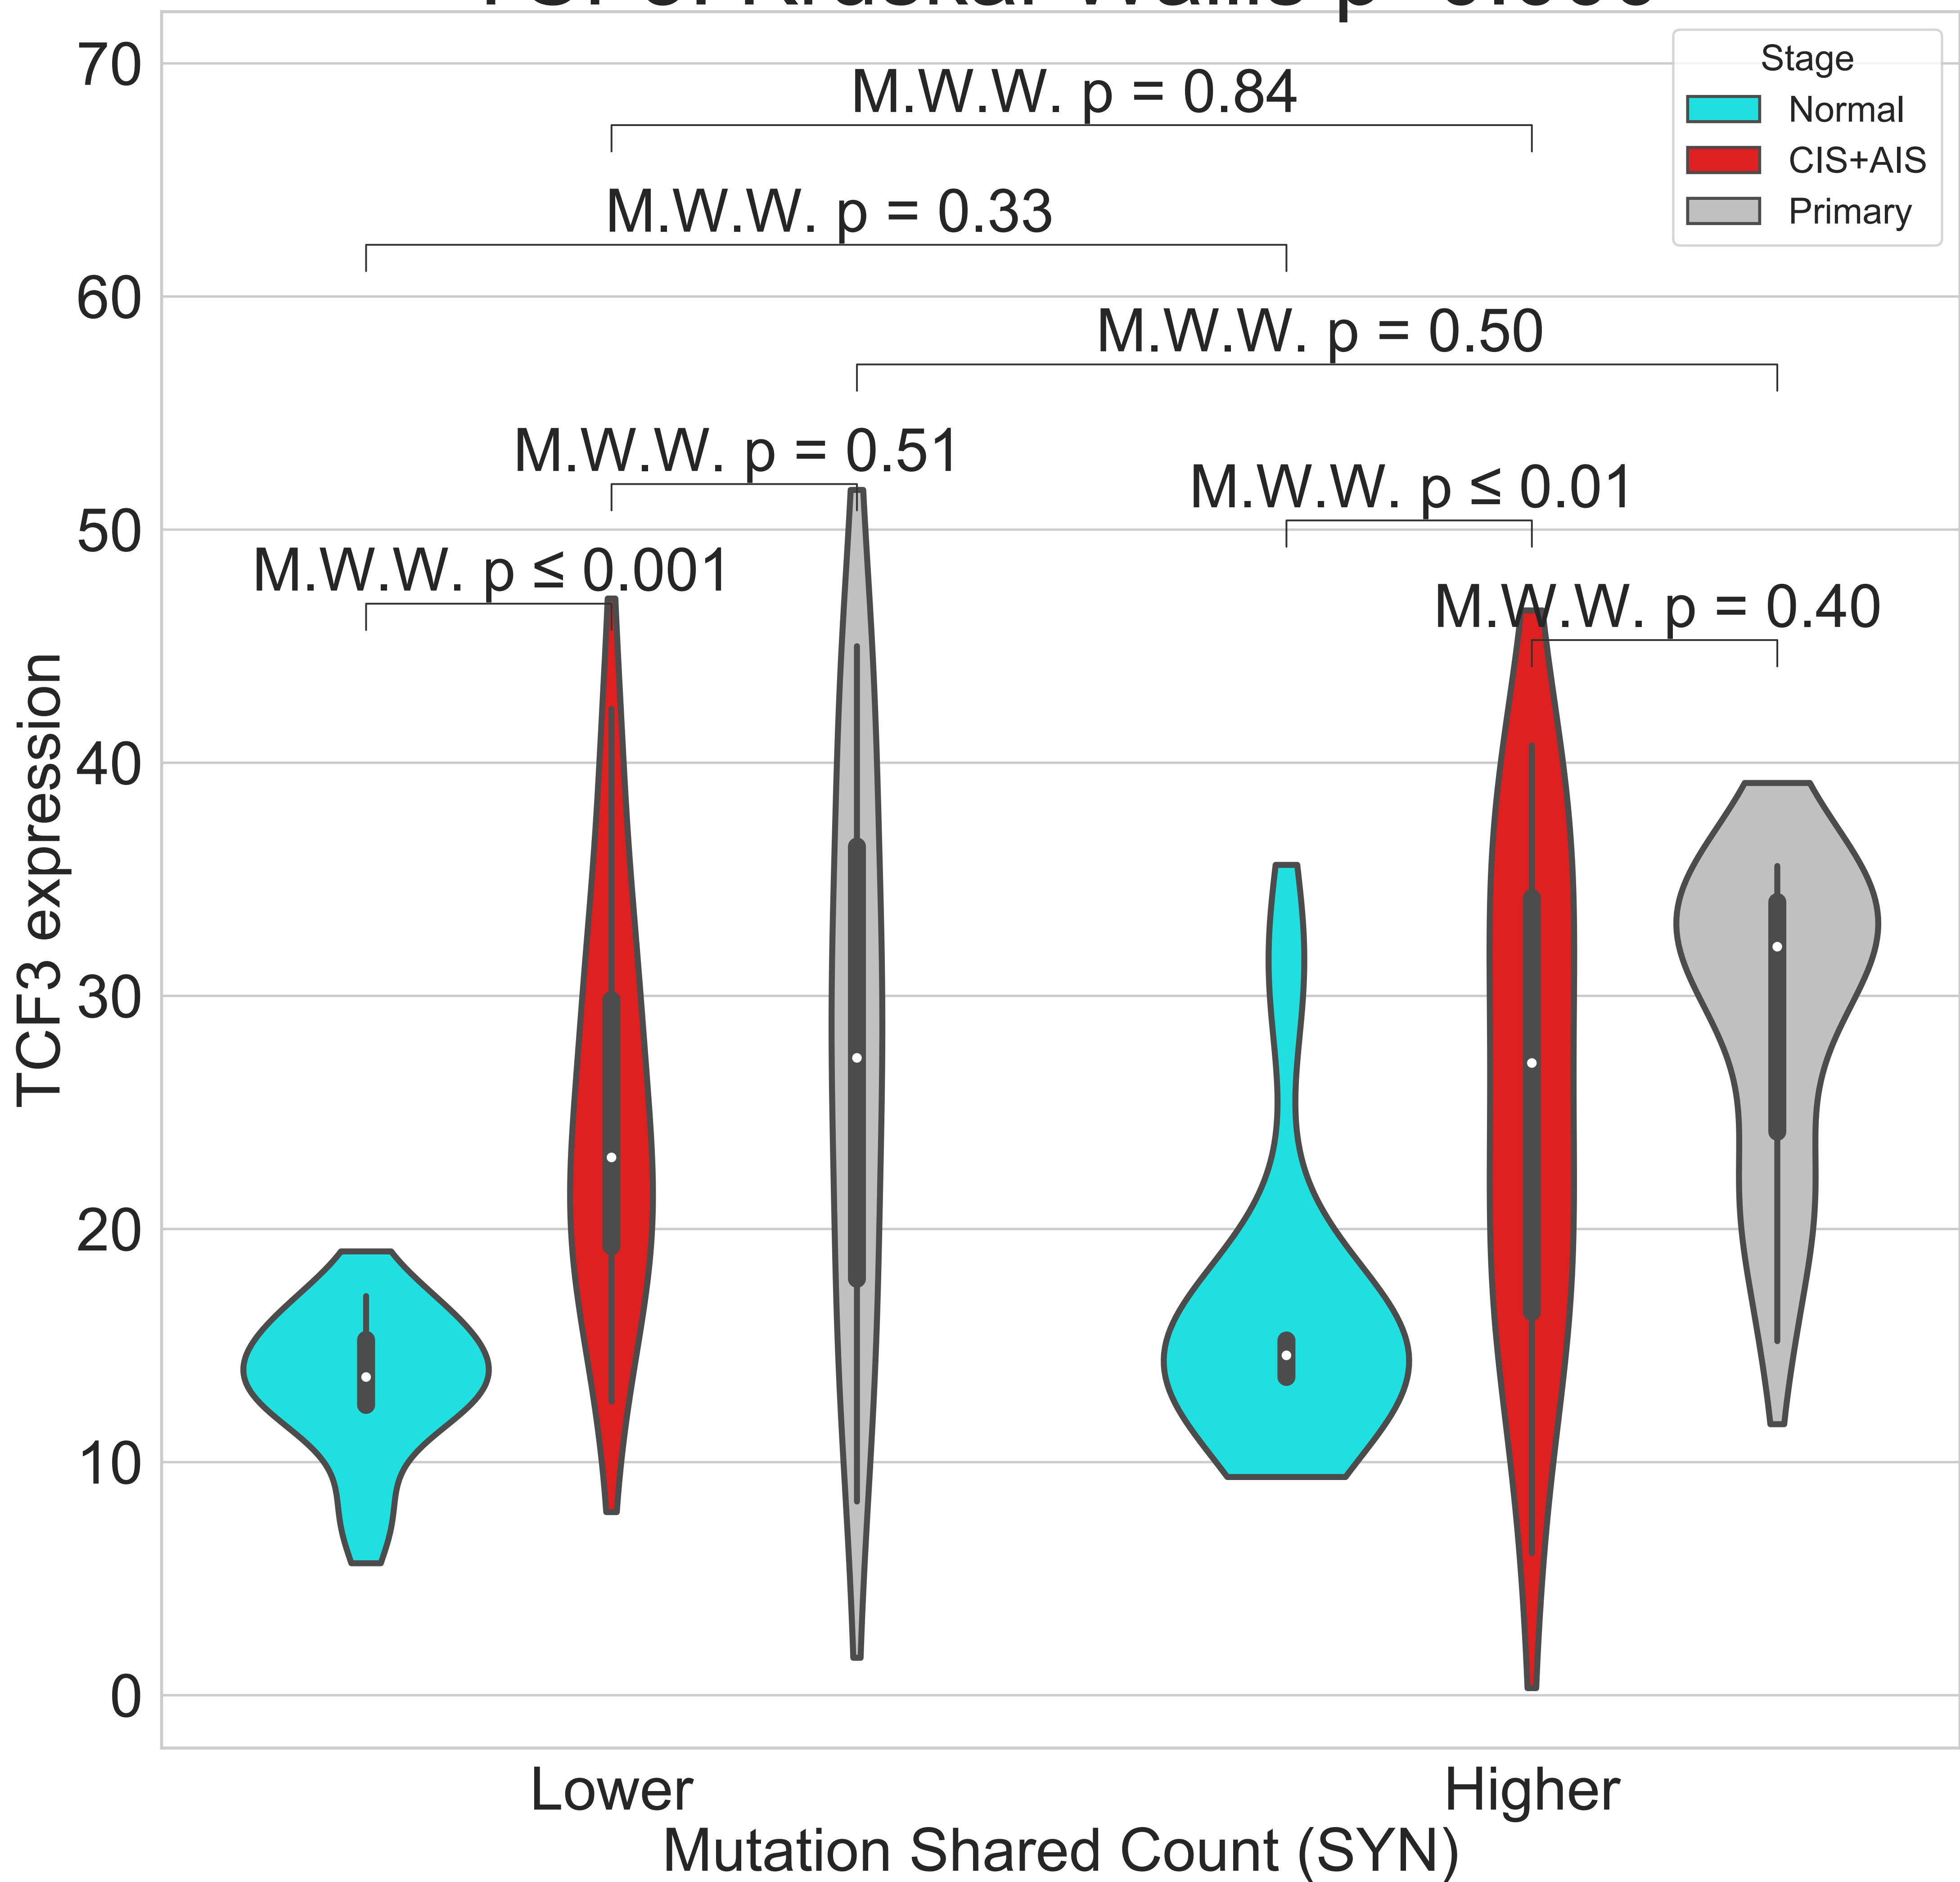 70
60
50
40
30
20
10
0
TCF3 expression
M.W.W. p = 0.84
M.W.W. p = 0.33
M.W.W. p = 0.50
M.W.W. p = 0.51
M.W.W. p ≤ 0.01
M.W.W. p ≤ 0.001
M.W.W. p = 0.40
Stage
Normal
CIS+AIS
Primary
Lower
Higher
Mutation Shared Count (SYN)